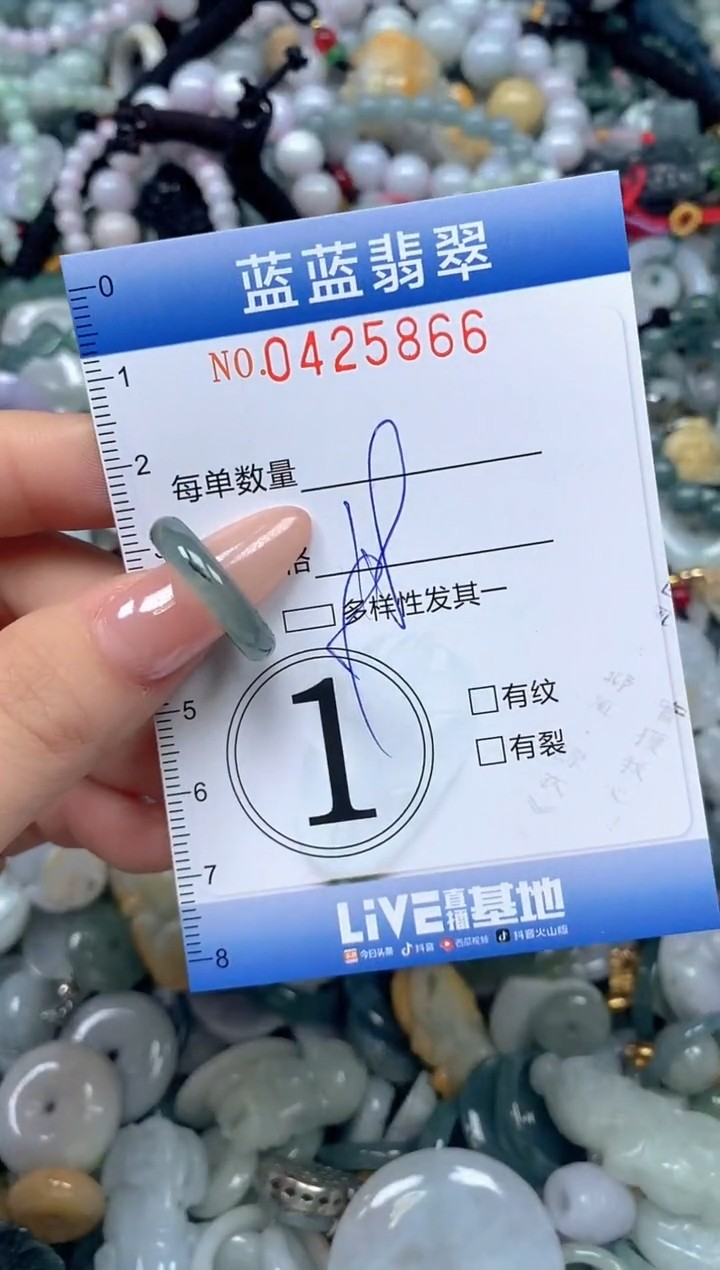 蓝蓝翡翠
NO.0425866
0
1
2
每单数量
格
多样性发其一
5
1
有纹
有裂
6
7
8
LiVE直播基地
今日头条 抖音 西瓜视频 抖音火山版